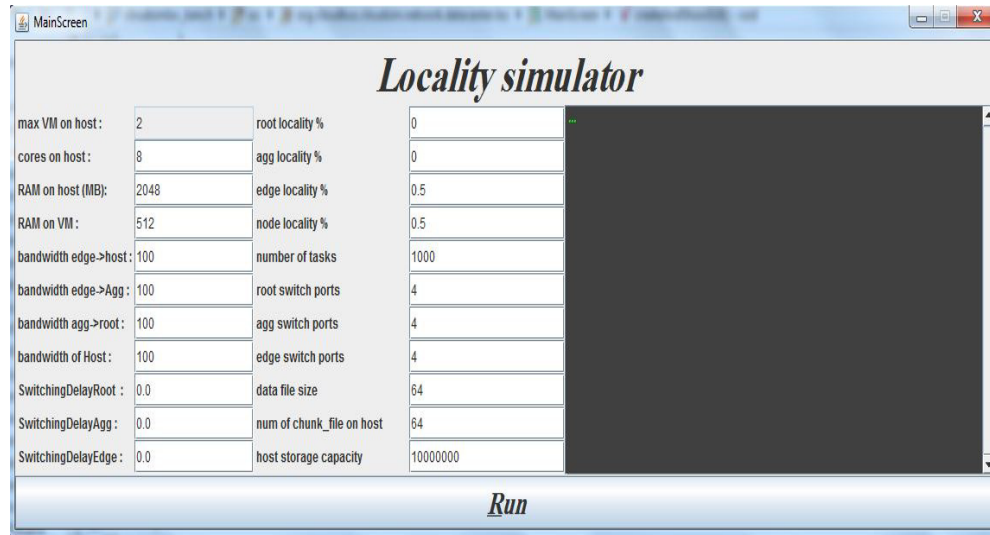 MainScreen
Locality simulator
max VM on host : 2 root locality % 0
cores on host : 8 agg locality % 0
RAM on host (MB): 2048 edge locality % 0.5
RAM on VM : 512 node locality % 0.5
bandwidth edge->host : 100 number of tasks 1000
bandwidth edge->Agg : 100 root switch ports 4
bandwidth agg->root : 100 agg switch ports 4
bandwidth of Host : 100 edge switch ports 4
SwitchingDelayRoot : 0.0 data file size 64
SwitchingDelayAgg : 0.0 num of chunk_file on host 64
SwitchingDelayEdge : 0.0 host storage capacity 10000000
Run